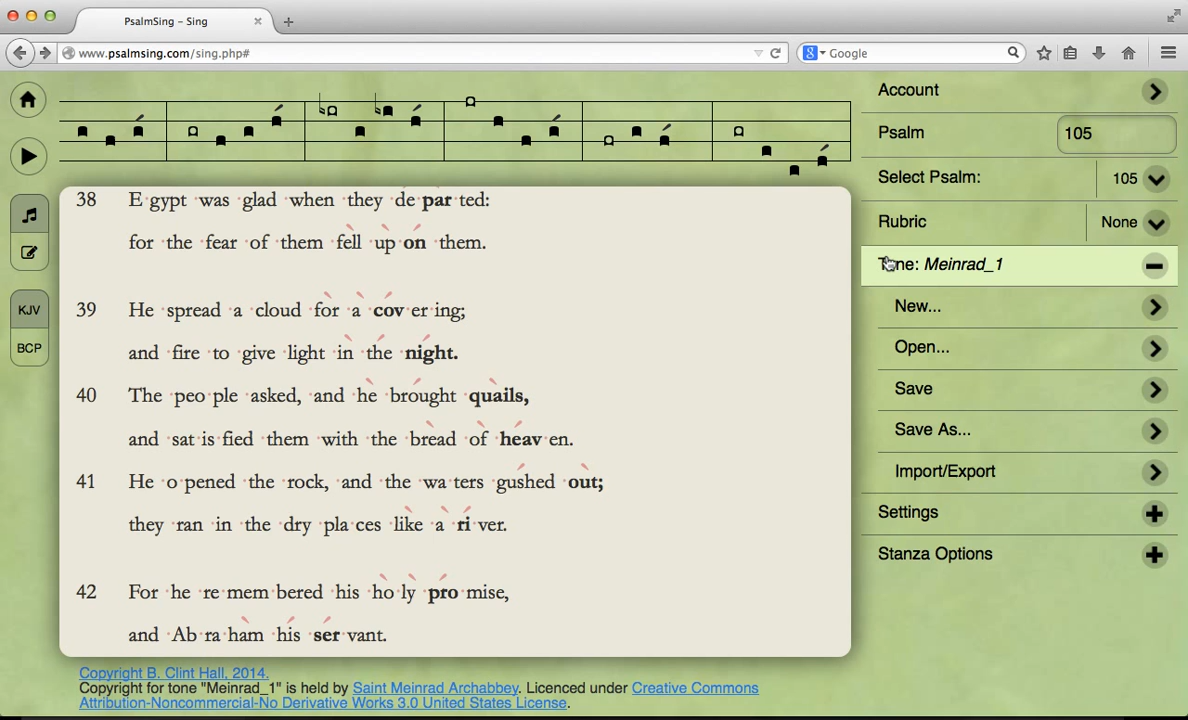 PsalmSing – Sing
www.psalmsing.com/sing.php#
Google
Account
Psalm 105
Select Psalm: 105
Rubric None
Tone: Meinrad_1
New...
Open...
Save
Save As...
Import/Export
Settings
Stanza Options
KJV
BCP
38 E·gypt ·was ·glad ·when ·they ·de·par·ted:
for ·the ·fear ·of ·them ·fell ·up·on ·them.
39 He ·spread ·a ·cloud ·for ·a ·cov·er·ing;
and ·fire ·to ·give ·light ·in ·the ·night.
40 The ·peo·ple ·asked, ·and ·he ·brought ·quails,
and ·sat·is·fied ·them ·with ·the ·bread ·of ·heav·en.
41 He ·o·pened ·the ·rock, ·and ·the ·wa·ters ·gushed ·out;
they ·ran ·in ·the ·dry ·pla·ces ·like ·a ·ri·ver.
42 For ·he ·re·mem·bered ·his ·ho·ly ·pro·mise,
and ·Ab·ra·ham ·his ·ser·vant.
Copyright B. Clint Hall, 2014.
Copyright for tone "Meinrad_1" is held by Saint Meinrad Archabbey. Licenced under Creative Commons
Attribution-Noncommercial-No Derivative Works 3.0 United States License.